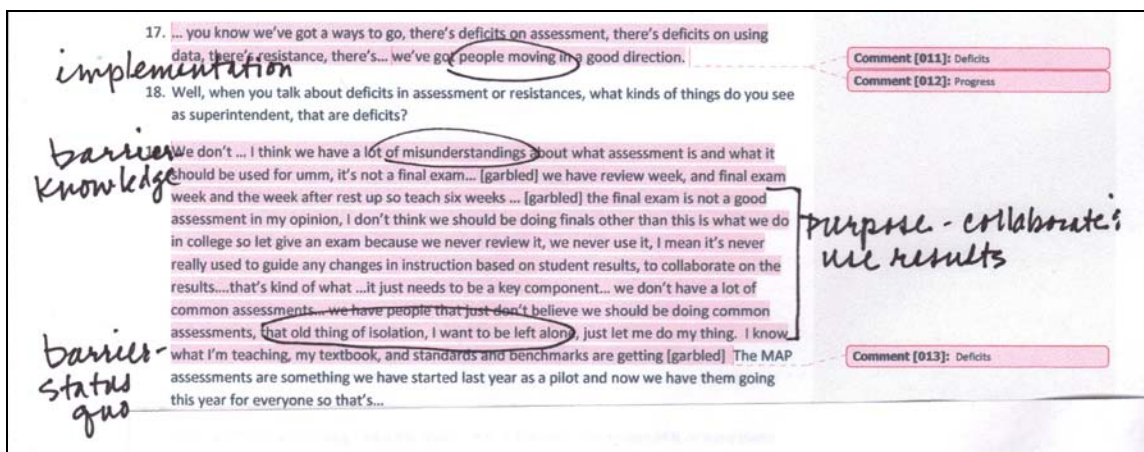 17. ... you know we've got a ways to go, there's deficits on assessment, there's deficits on using
data, there's resistance, there's... we've got people moving in a good direction.
implementation
Comment [011]: Deficits
Comment [012]: Progress
18. Well, when you talk about deficits in assessment or resistances, what kinds of things do you see
as superintendent, that are deficits?
barrier
knowledge
We don't ... I think we have a lot of misunderstandings about what assessment is and what it
should be used for umm, it's not a final exam... [garbled] we have review week, and final exam
week and the week after rest up so teach six weeks ... [garbled] the final exam is not a good
assessment in my opinion, I don't think we should be doing finals other than this is what we do
in college so let give an exam because we never review it, we never use it, I mean it's never
really used to guide any changes in instruction based on student results, to collaborate on the
results....that's kind of what ...it just needs to be a key component... we don't have a lot of
common assessments... we have people that just don't believe we should be doing common
assessments, that old thing of isolation, I want to be left alone, just let me do my thing. I know
what I'm teaching, my textbook, and standards and benchmarks are getting [garbled] The MAP
assessments are something we have started last year as a pilot and now we have them going
this year for everyone so that's...
purpose - collaborate &
use results
barrier-
status
quo
Comment [013]: Deficits